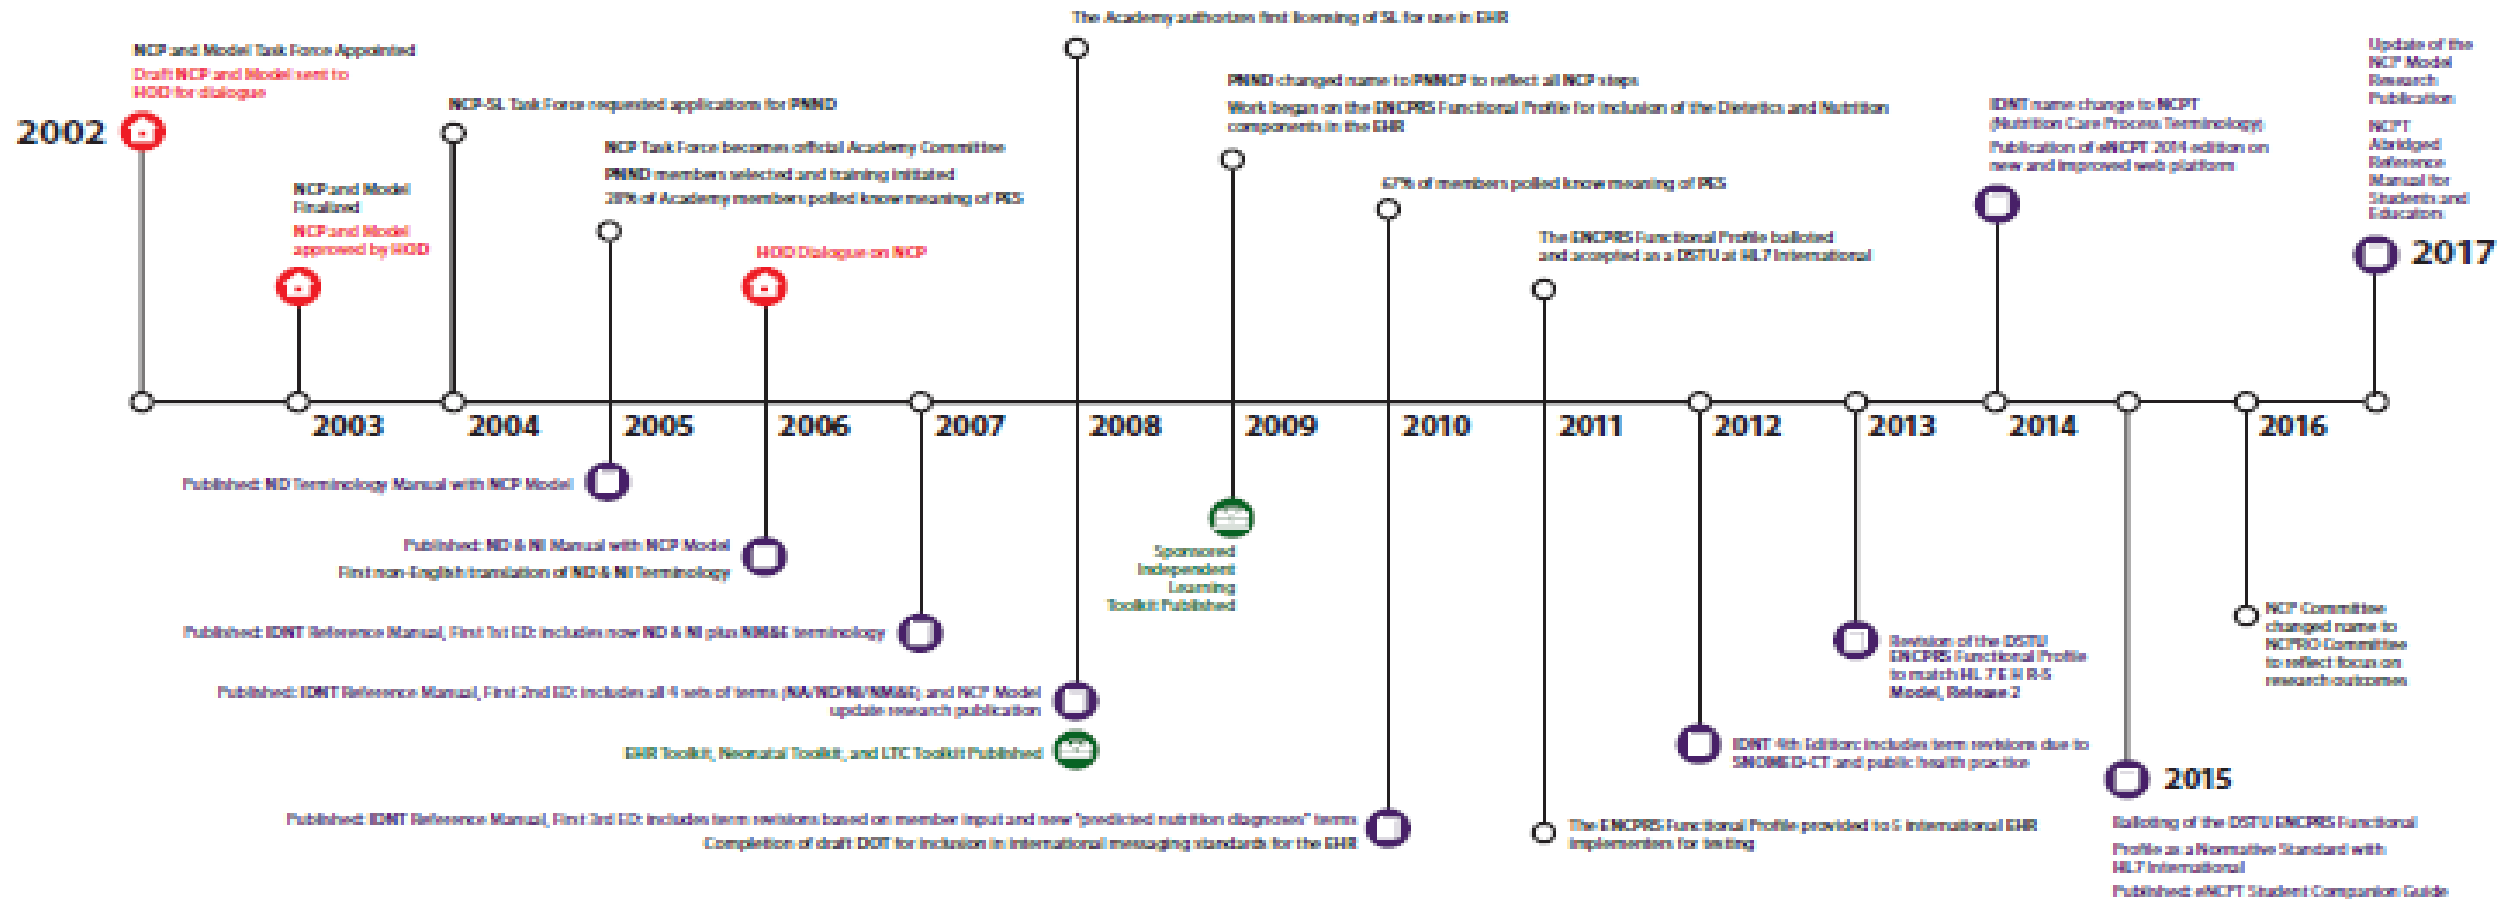 The Academy authorizes first licensing of SL for use in EHR
NCP and Model Task Force Appointed
Draft NCP and Model sent to
HOD for dialogue
2002
NCP and Model
Finalized
NCP and Model
approved by HOD
NCP-SL Task Force requested applications for PNND
NCP Task Force becomes official Academy Committee
PNND members selected and training initiated
of Academy members polled know meaning of PES
HOD Dialogue on NCP
PNND changed name to PNNCP to reflect all NCP steps
Work began on the ENCPRS Functional Profile for inclusion of the Dietetics and Nutrition
components in the EHR
67% of members polled know meaning of PES
The ENCPRS Functional Profile balloted
and accepted as a DSTU at HL7 International
IDNT name change to NCPT
(Nutrition Care Process Terminology)
Publication of eNCPT 2014 edition on
new and improved web platform
Update of the
NCP Model
Research
Publication
NCPT
Abridged
Reference
Manual for
Students and
Educators
2017
2003
2004
2005
2006
2007
2008
2009
2010
2011
2012
2013
2014
2016
Published: ND Terminology Manual with NCP Model
Published: ND & NI Manual with NCP Model
First non-English translation of ND & NI Terminology
Published: IDNT Reference Manual, First 1st ED: includes now ND & NI plus NM&E terminology
Published: IDNT Reference Manual, First 2nd ED: includes all 4 sets of terms (NA/ND/NI/NM&E) and NCP Model
update research publication
EHR Toolkit, Neonatal Toolkit, and LTC Toolkit Published
Sponsored
Independent
Learning
Toolkit Published
Published: IDNT Reference Manual, First 3rd ED: includes term revisions based on member input and new "predicted nutrition diagnoses" terms
Completion of draft DOT for inclusion in international messaging standards for the EHR
The ENCPRS Functional Profile provided to 5 international EHR
implementers for testing
IDNT 4th Edition: includes term revisions due to
SNOMED-CT and public health practice
Revision of the DSTU
ENCPRS Functional Profile
to match HL 7 E H R-S
Model, Release 2
2015
Balloting of the DSTU ENCPRS Functional
Profile as a Normative Standard with
HL7 International
Published: eNCPT Student Companion Guide
NCP Committee
changed name to
NCPRO Committee
to reflect focus on
research outcomes